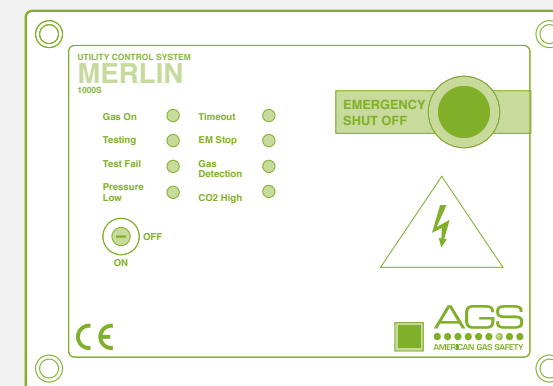 UTILITY CONTROL SYSTEM
MERLIN
1000S
Gas On
Timeout
Testing
EM Stop
Test Fail
Gas
Detection
Pressure
Low
CO2 High
OFF
ON
EMERGENCY
SHUT OFF
CE
AGS
AMERICAN GAS SAFETY